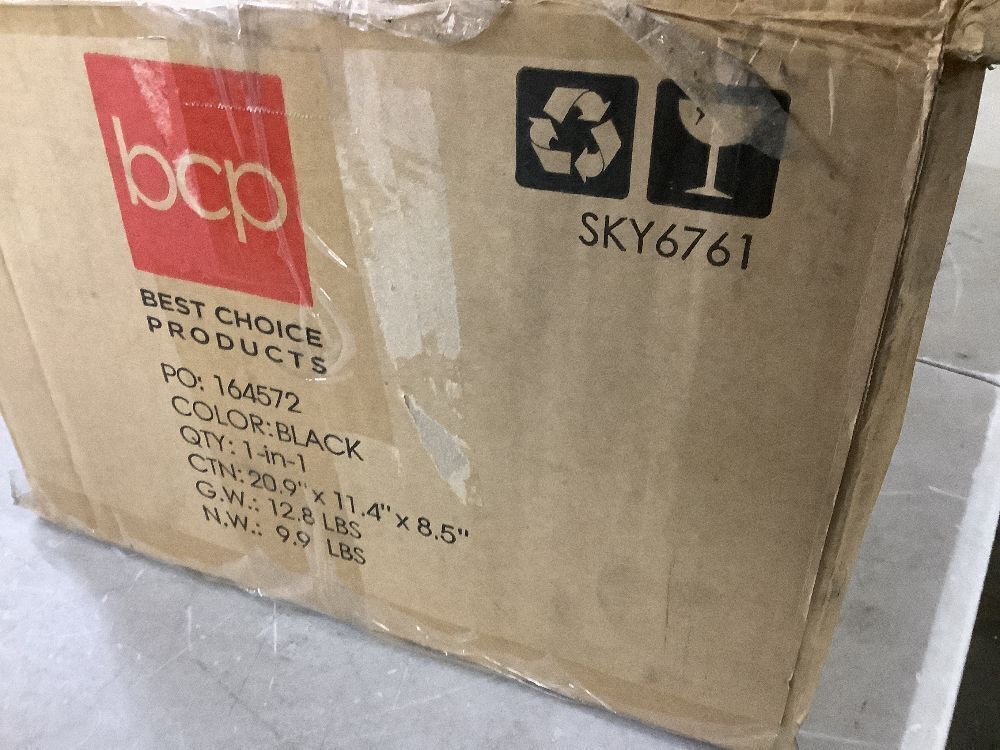 bcp
BEST CHOICE
PRODUCTS
PO: 164572
COLOR:BLACK
QTY: 1-in-1
CTN: 20.9" x 11.4" x 8.5"
G.W.: 12.8 LBS
N.W.: 9.9 LBS
SKY6761